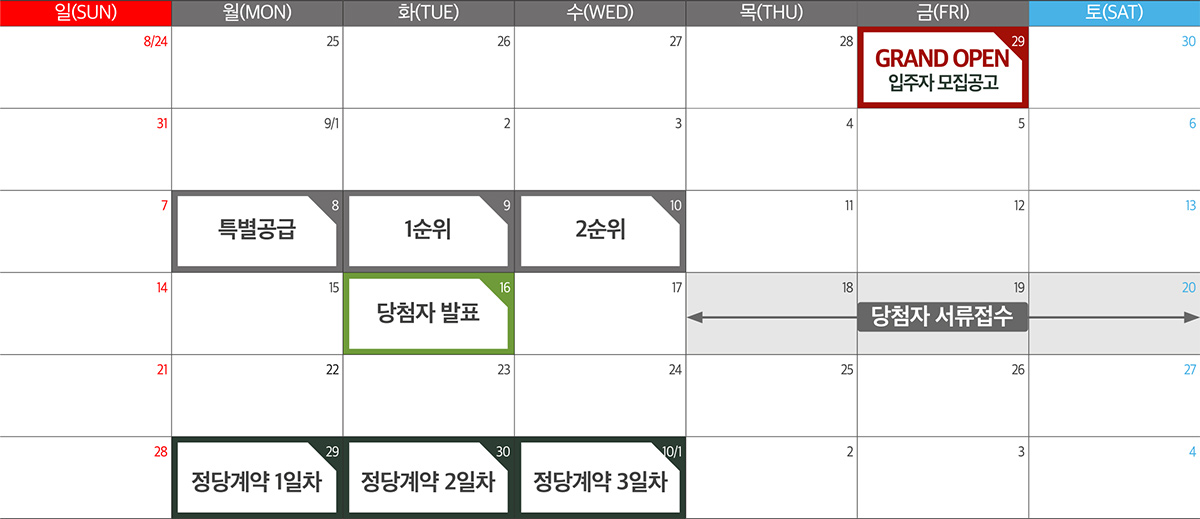 일(SUN) 월(MON) 화(TUE) 수(WED) 목(THU) 금(FRI) 토(SAT)
8/24 25 26 27 28 29 30
GRAND OPEN
입주자 모집공고
31 9/1 2 3 4 5 6
7 8 9 10 11 12 13
특별공급 1순위 2순위
14 15 16 17 18 19 20
당첨자 발표 당첨자 서류접수
21 22 23 24 25 26 27
28 29 30 10/1 2 3 4
정당계약 1일차 정당계약 2일차 정당계약 3일차